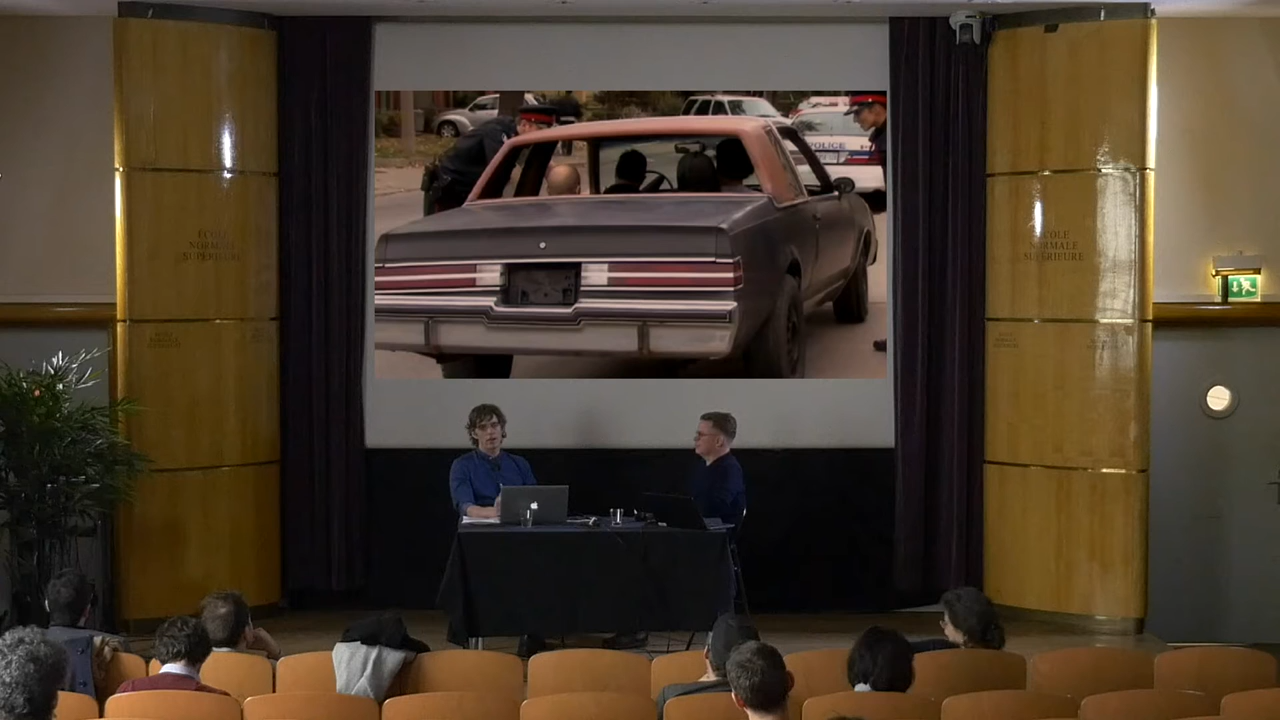 POLICE
ÉCOLE
NORMALE
SUPÉRIEURE
ÉCOLE
NORMALE
SUPÉRIEURE